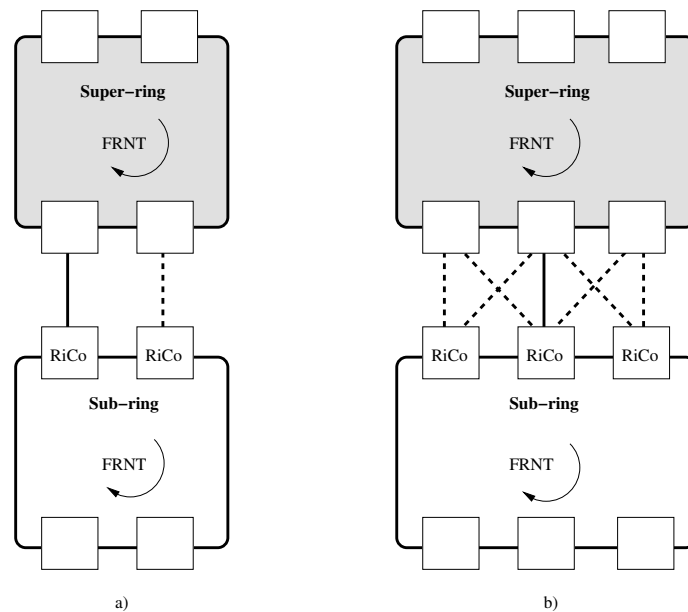 Super-ring
FRNT
RiCo
RiCo
Sub-ring
FRNT
a)
Super-ring
FRNT
RiCo
RiCo
RiCo
Sub-ring
FRNT
b)